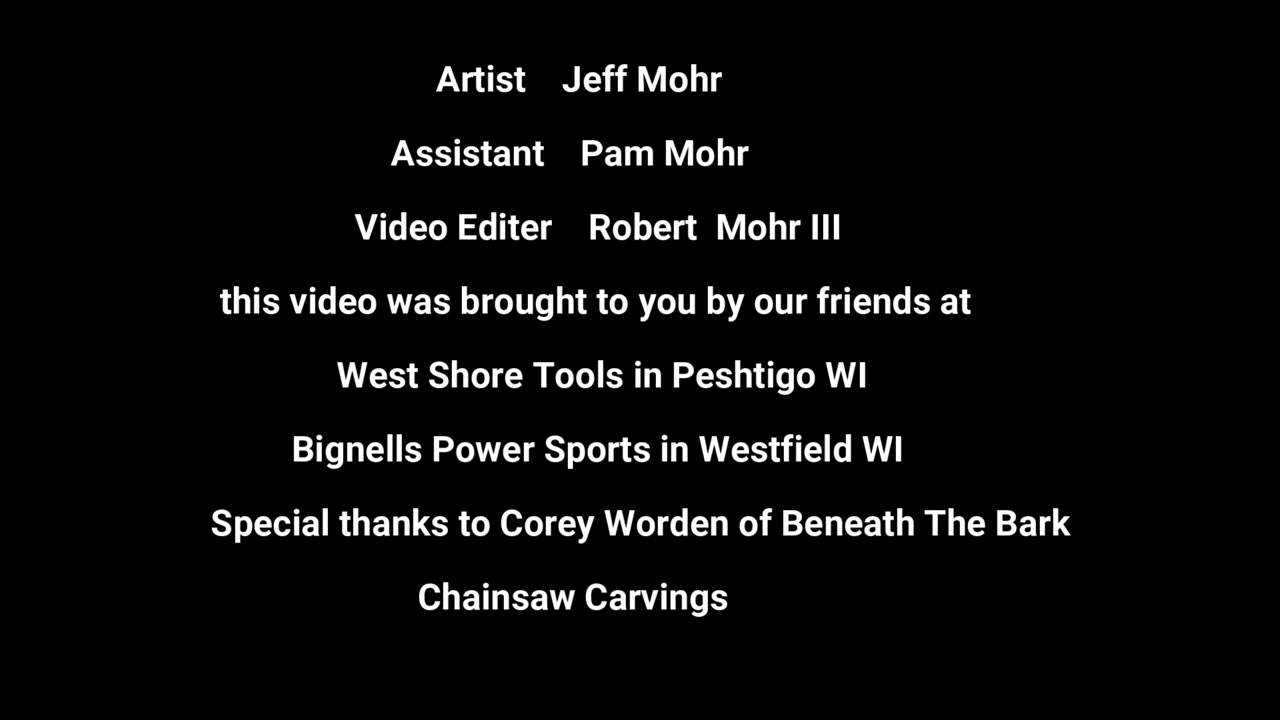 Artist Jeff Mohr
Assistant Pam Mohr
Video Editer Robert Mohr III
this video was brought to you by our friends at
West Shore Tools in Peshtigo WI
Bignells Power Sports in Westfield WI
Special thanks to Corey Worden of Beneath The Bark
Chainsaw Carvings